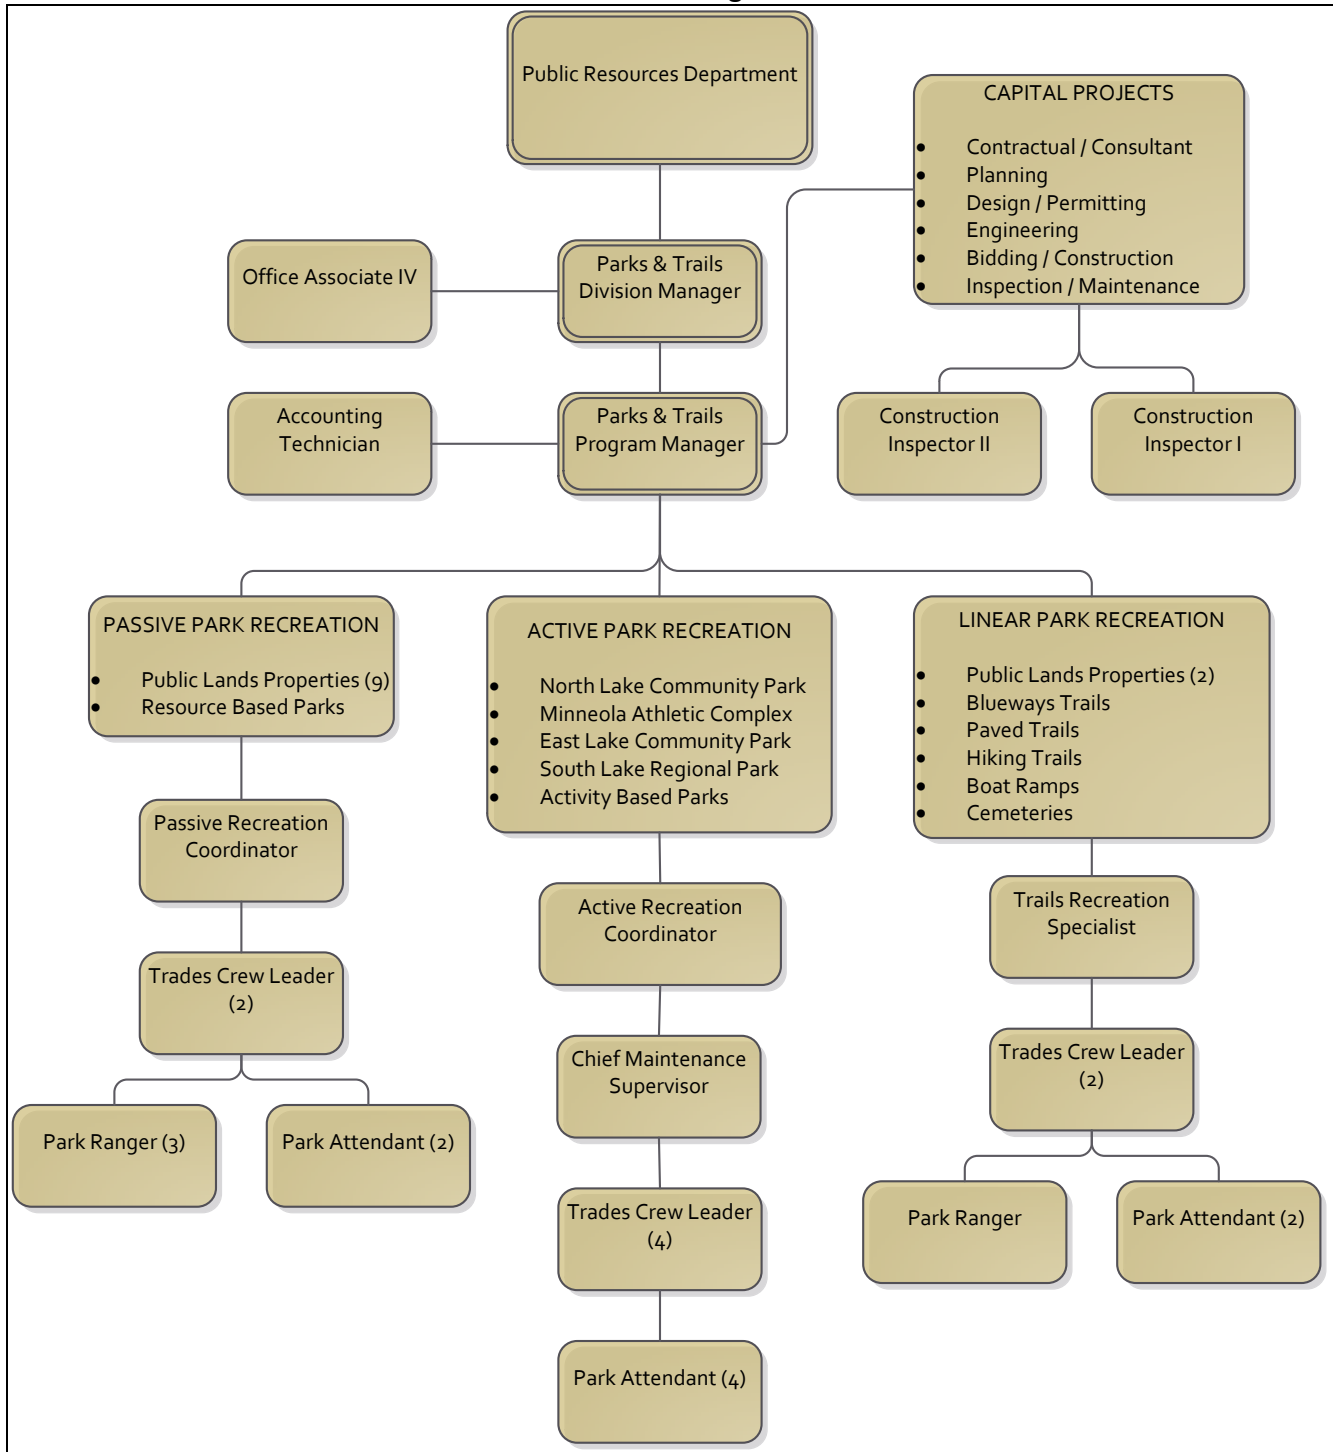 Public Resources Department
CAPITAL PROJECTS
• Contractual / Consultant
• Planning
• Design / Permitting
• Engineering
• Bidding / Construction
• Inspection / Maintenance
Office Associate IV
Parks & Trails
Division Manager
Accounting
Technician
Parks & Trails
Program Manager
Construction
Inspector II
Construction
Inspector I
PASSIVE PARK RECREATION
• Public Lands Properties (9)
• Resource Based Parks
ACTIVE PARK RECREATION
• North Lake Community Park
• Minneola Athletic Complex
• East Lake Community Park
• South Lake Regional Park
• Activity Based Parks
LINEAR PARK RECREATION
• Public Lands Properties (2)
• Blueways Trails
• Paved Trails
• Hiking Trails
• Boat Ramps
• Cemeteries
Passive Recreation
Coordinator
Trades Crew Leader
(2)
Park Ranger (3)
Park Attendant (2)
Active Recreation
Coordinator
Chief Maintenance
Supervisor
Trades Crew Leader
(4)
Park Attendant (4)
Trails Recreation
Specialist
Trades Crew Leader
(2)
Park Ranger
Park Attendant (2)